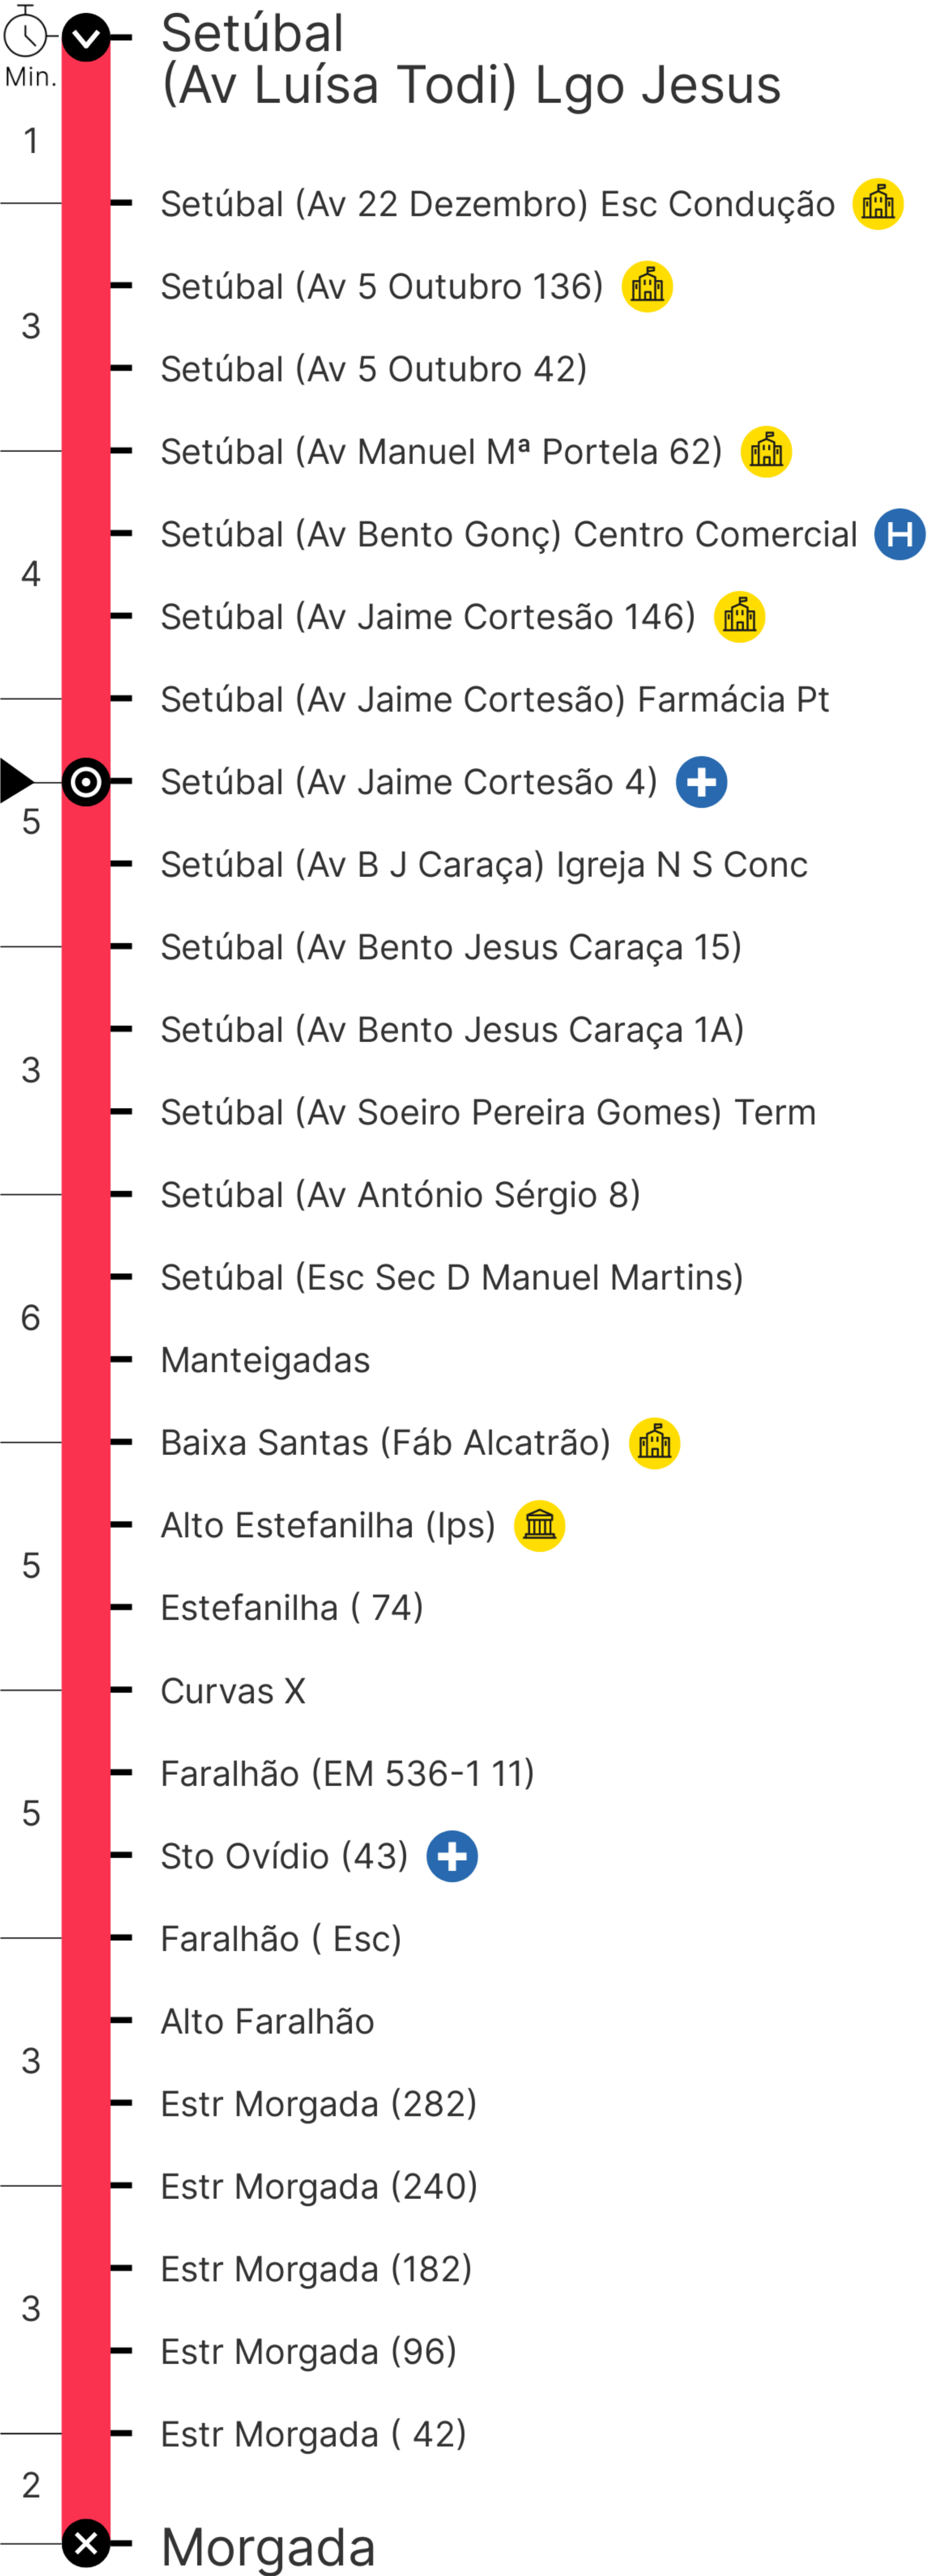 Min.
Setúbal
(Av Luísa Todi) Lgo Jesus
1
Setúbal (Av 22 Dezembro) Esc Condução
Setúbal (Av 5 Outubro 136)
3
Setúbal (Av 5 Outubro 42)
Setúbal (Av Manuel Mª Portela 62)
Setúbal (Av Bento Gonç) Centro Comercial H
4
Setúbal (Av Jaime Cortesão 146)
Setúbal (Av Jaime Cortesão) Farmácia Pt
Setúbal (Av Jaime Cortesão 4)
5
Setúbal (Av B J Caraça) Igreja N S Conc
Setúbal (Av Bento Jesus Caraça 15)
Setúbal (Av Bento Jesus Caraça 1A)
3
Setúbal (Av Soeiro Pereira Gomes) Term
Setúbal (Av António Sérgio 8)
Setúbal (Esc Sec D Manuel Martins)
6
Manteigadas
Baixa Santas (Fáb Alcatrão)
Alto Estefanilha (Ips)
5
Estefanilha ( 74)
Curvas X
Faralhão (EM 536-1 11)
5
Sto Ovídio (43)
Faralhão ( Esc)
Alto Faralhão
3
Estr Morgada (282)
Estr Morgada (240)
Estr Morgada (182)
3
Estr Morgada (96)
Estr Morgada ( 42)
2
Morgada